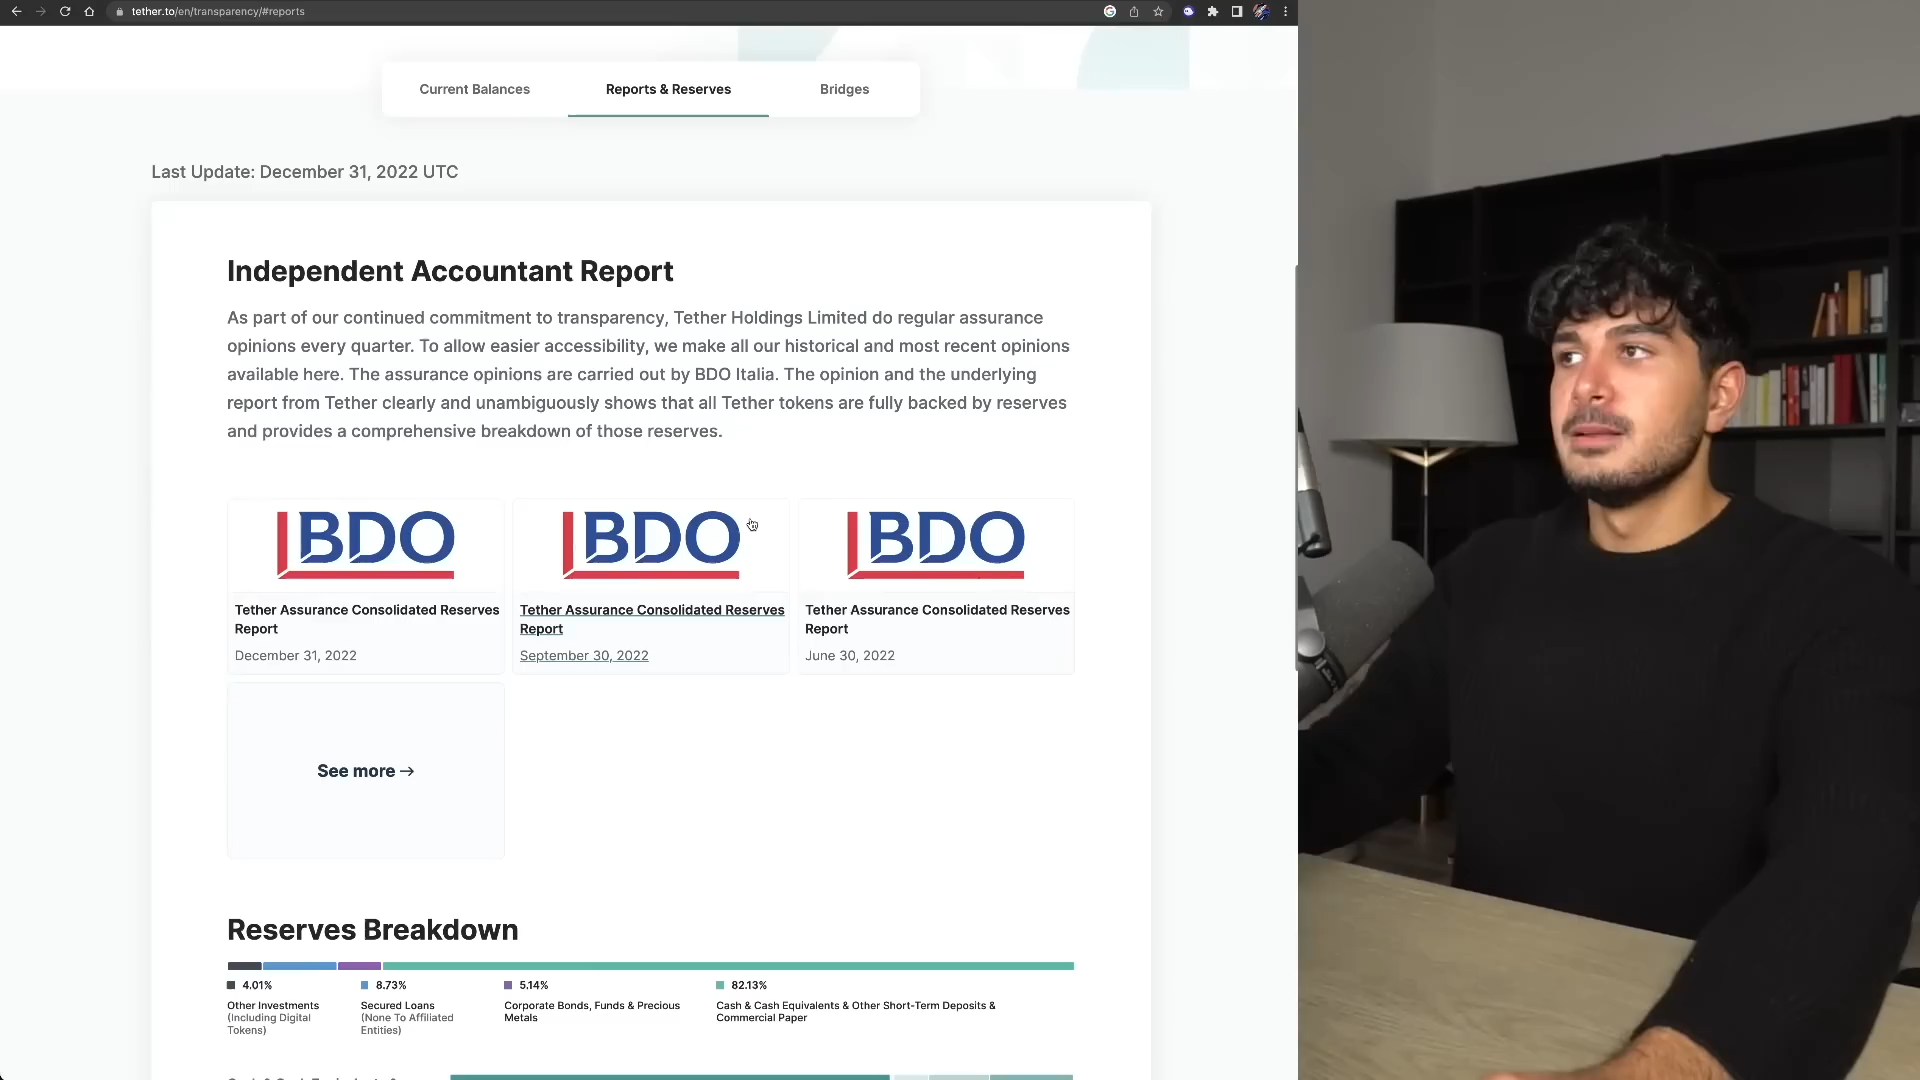 tether.to/en/transparency/#reports
Current Balances
Reports & Reserves
Bridges
Last Update: December 31, 2022 UTC
Independent Accountant Report
As part of our continued commitment to transparency, Tether Holdings Limited do regular assurance
opinions every quarter. To allow easier accessibility, we make all our historical and most recent opinions
available here. The assurance opinions are carried out by BDO Italia. The opinion and the underlying
report from Tether clearly and unambiguously shows that all Tether tokens are fully backed by reserves
and provides a comprehensive breakdown of those reserves.
BDO
Tether Assurance Consolidated Reserves
Report
December 31, 2022
BDO
Tether Assurance Consolidated Reserves
Report
September 30, 2022
BDO
Tether Assurance Consolidated Reserves
Report
June 30, 2022
See more →
Reserves Breakdown
4.01%
Other Investments
(Including Digital
Tokens)
8.73%
Secured Loans
(None To Affiliated
Entities)
5.14%
Corporate Bonds, Funds & Precious
Metals
82.13%
Cash & Cash Equivalents & Other Short-Term Deposits &
Commercial Paper